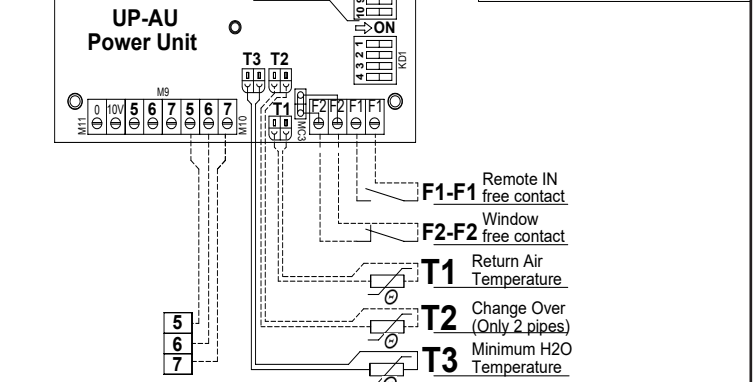 10 9
ON
UP-AU
Power Unit
T3 T2
4 3 2 1
KD1
M9
M11
0 10V 5 6 7 5 6 7
M10
T1
MC3
F2 F2 F1 F1
F1-F1 Remote IN
free contact
F2-F2 Window
free contact
T1 Return Air
Temperature
T2 Change Over
(Only 2 pipes)
T3 Minimum H2O
Temperature
5
6
7